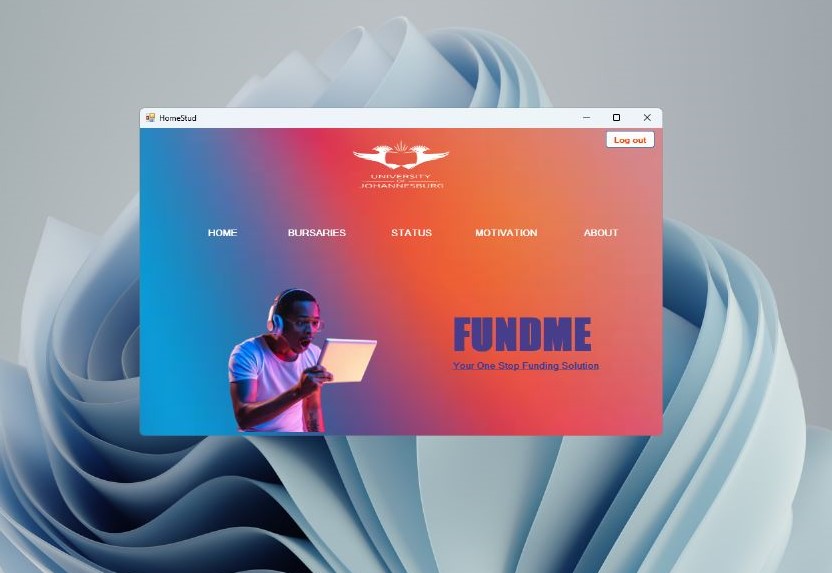 HomeStud
Log out
UNIVERSITY
OF
JOHANNESBURG
HOME BURSARIES STATUS MOTIVATION ABOUT
FUNDME
Your One Stop Funding Solution